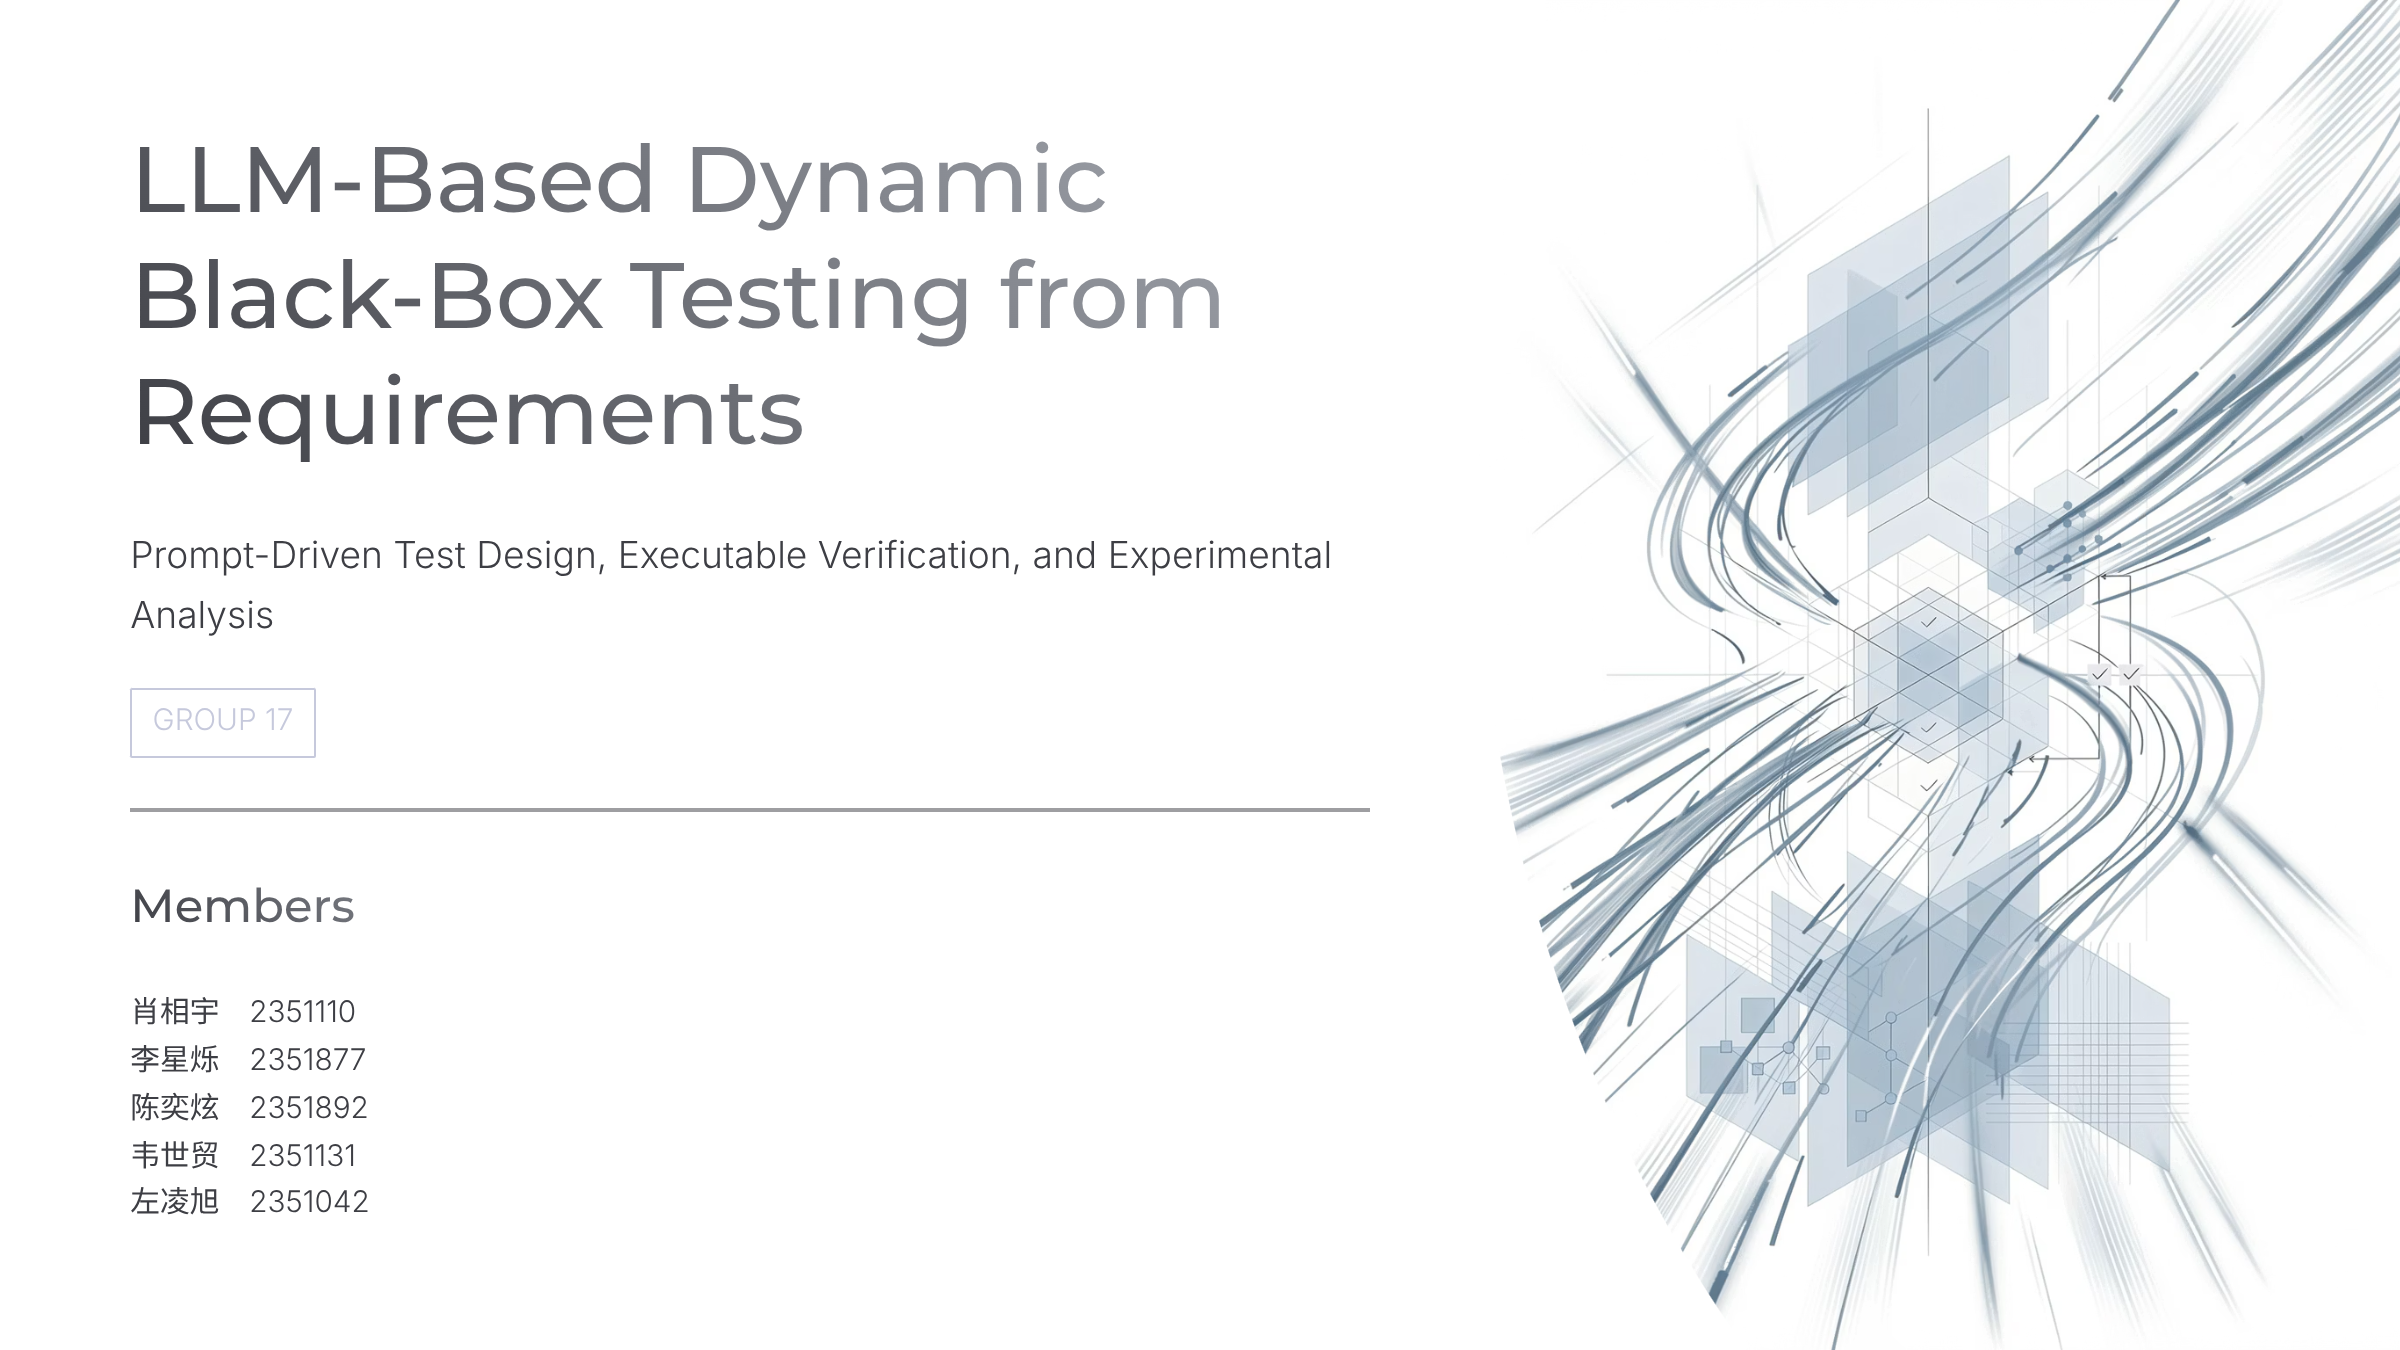 LLM-Based Dynamic
Black-Box Testing from
Requirements
Prompt-Driven Test Design, Executable Verification, and Experimental
Analysis
GROUP 17
Members
肖相宇 2351110
李星烁 2351877
陈奕炫 2351892
韦世贸 2351131
左凌旭 2351042